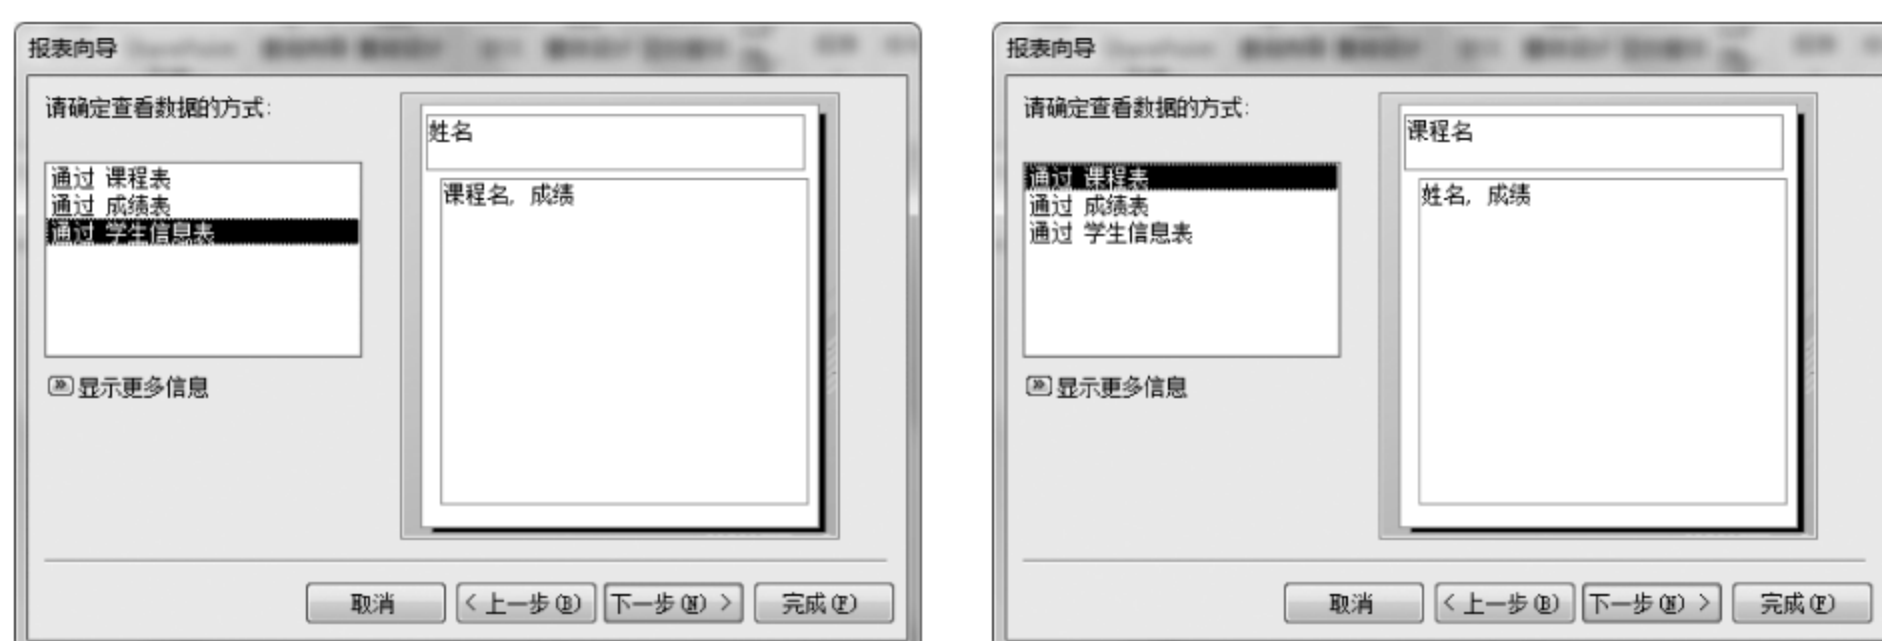 报表向导
请确定查看数据的方式:
通过 课程表
通过 成绩表
通过 学生信息表
显示更多信息
姓名
课程名, 成绩
取消
< 上一步(B)
下一步(N) >
完成(F)
报表向导
请确定查看数据的方式:
通过 课程表
通过 成绩表
通过 学生信息表
显示更多信息
课程名
姓名, 成绩
取消
< 上一步(B)
下一步(N) >
完成(F)